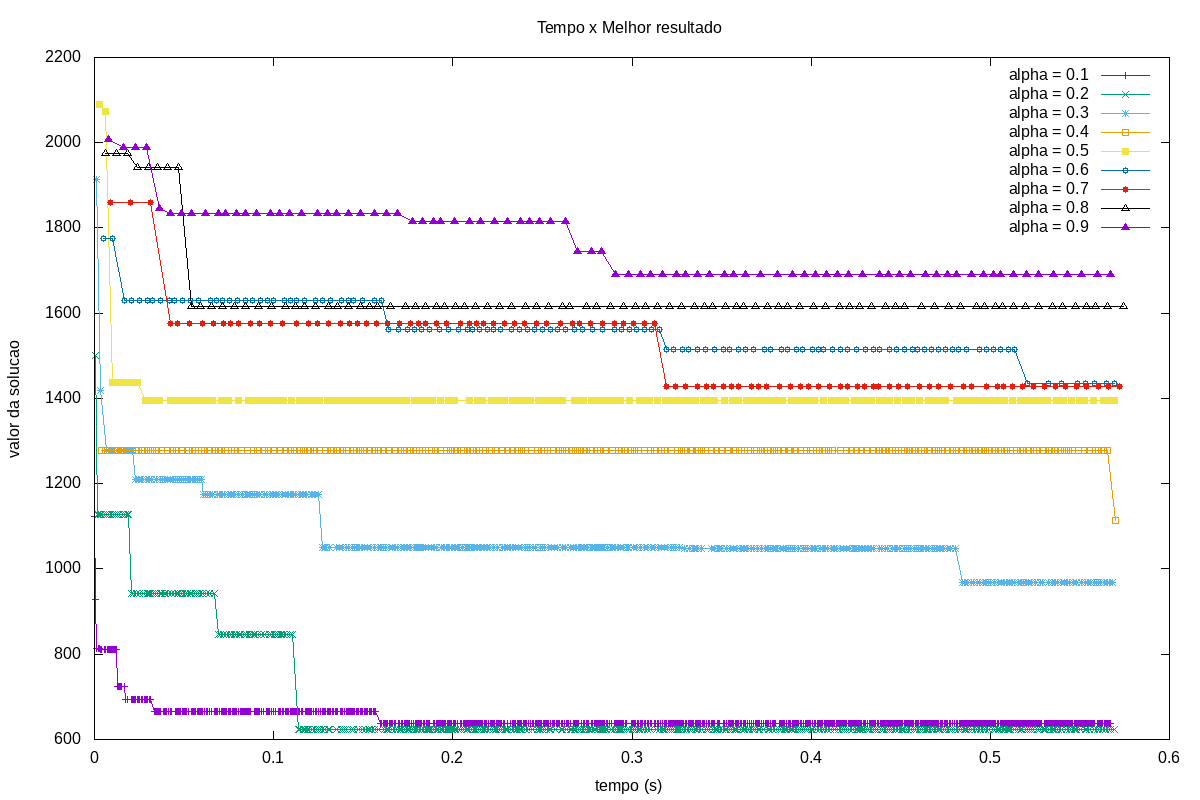 Tempo x Melhor resultado
2200
2000
1800
1600
1400
1200
1000
800
600
valor da solucao
alpha = 0.1
alpha = 0.2
alpha = 0.3
alpha = 0.4
alpha = 0.5
alpha = 0.6
alpha = 0.7
alpha = 0.8
alpha = 0.9
0 0.1 0.2 0.3 0.4 0.5 0.6
tempo (s)